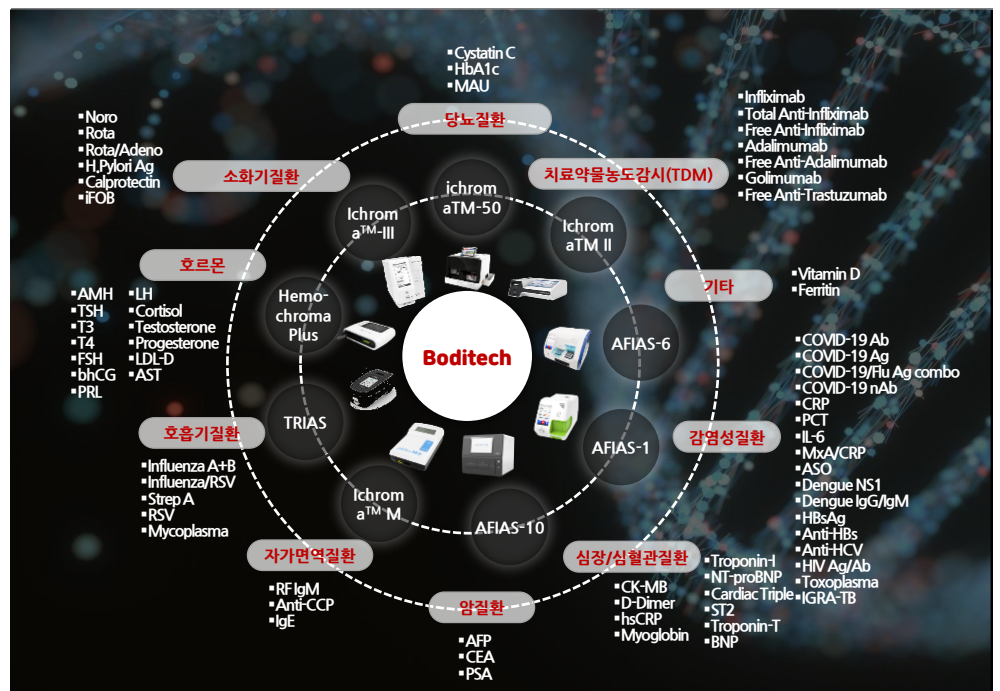 Cystatin C
HbA1c
MAU
당뇨질환
Noro
Rota
Rota/Adeno
H,Pylori Ag
Calprotectin
iFOB
소화기질환
Infliximab
Total Anti-Infliximab
Free Anti-Infliximab
Adalimumab
Free Anti-Adalimumab
Golimumab
Free Anti-Trastuzumab
치료약물농도감시(TDM)
ichrom
aTM-50
Ichrom
a™-III
Ichrom
aTM II
호르몬
AMH
TSH
T3
T4
FSH
bhCG
PRL
LH
Cortisol
Testosterone
Progesterone
LDL-D
AST
Hemo-
chroma
Plus
기타
Vitamin D
Ferritin
Boditech
AFIAS-6
COVID-19 Ab
COVID-19 Ag
COVID-19/Flu Ag combo
COVID-19 nAb
CRP
PCT
IL-6
MxA/CRP
ASO
Dengue NS1
Dengue IgG/IgM
HBsAg
Anti-HBs
Anti-HCV
HIV Ag/Ab
Toxoplasma
IGRA-TB
감염성질환
호흡기질환
Influenza A+B
Influenza/RSV
Strep A
RSV
Mycoplasma
TRIAS
AFIAS-1
Ichrom
a™ M
AFIAS-10
자가면역질환
RF IgM
Anti-CCP
IgE
암질환
AFP
CEA
PSA
심장/심혈관질환
CK-MB
D-Dimer
hsCRP
Myoglobin
Troponin-I
NT-proBNP
Cardiac Triple
ST2
Troponin-T
BNP